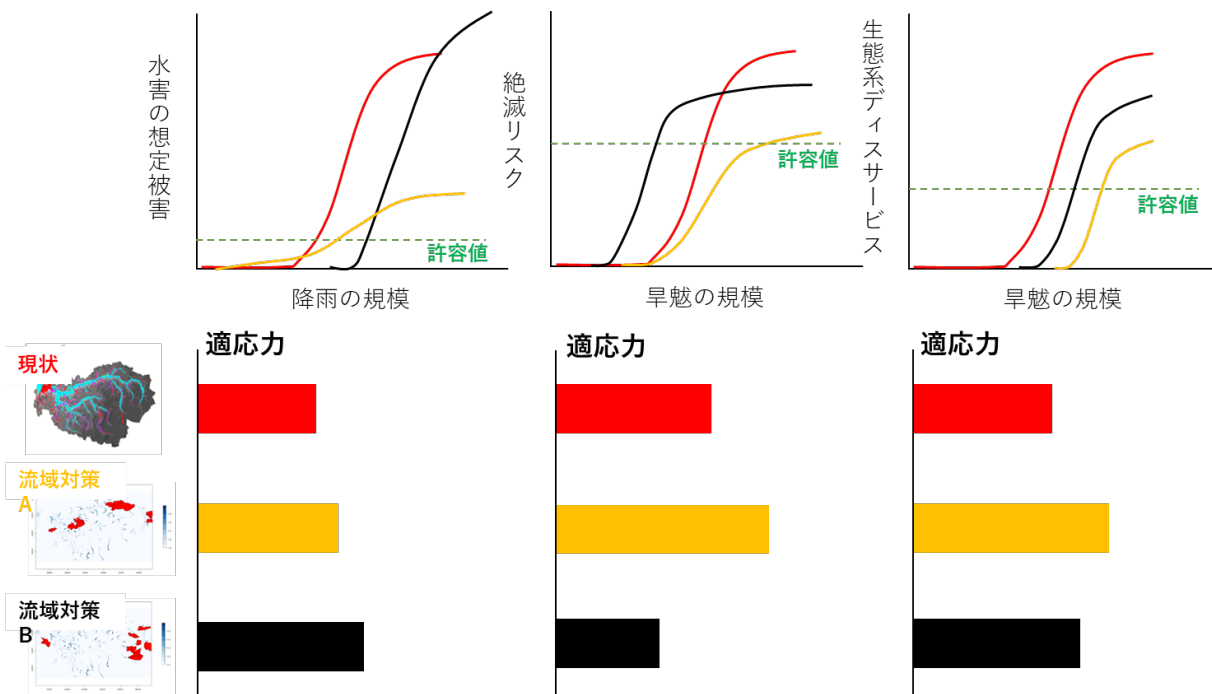 水害の想定被害
許容値
降雨の規模
絶滅リスク
許容値
旱魃の規模
生態系ディスサービス
許容値
旱魃の規模
適応力
適応力
適応力
現状
流域対策
A
流域対策
B